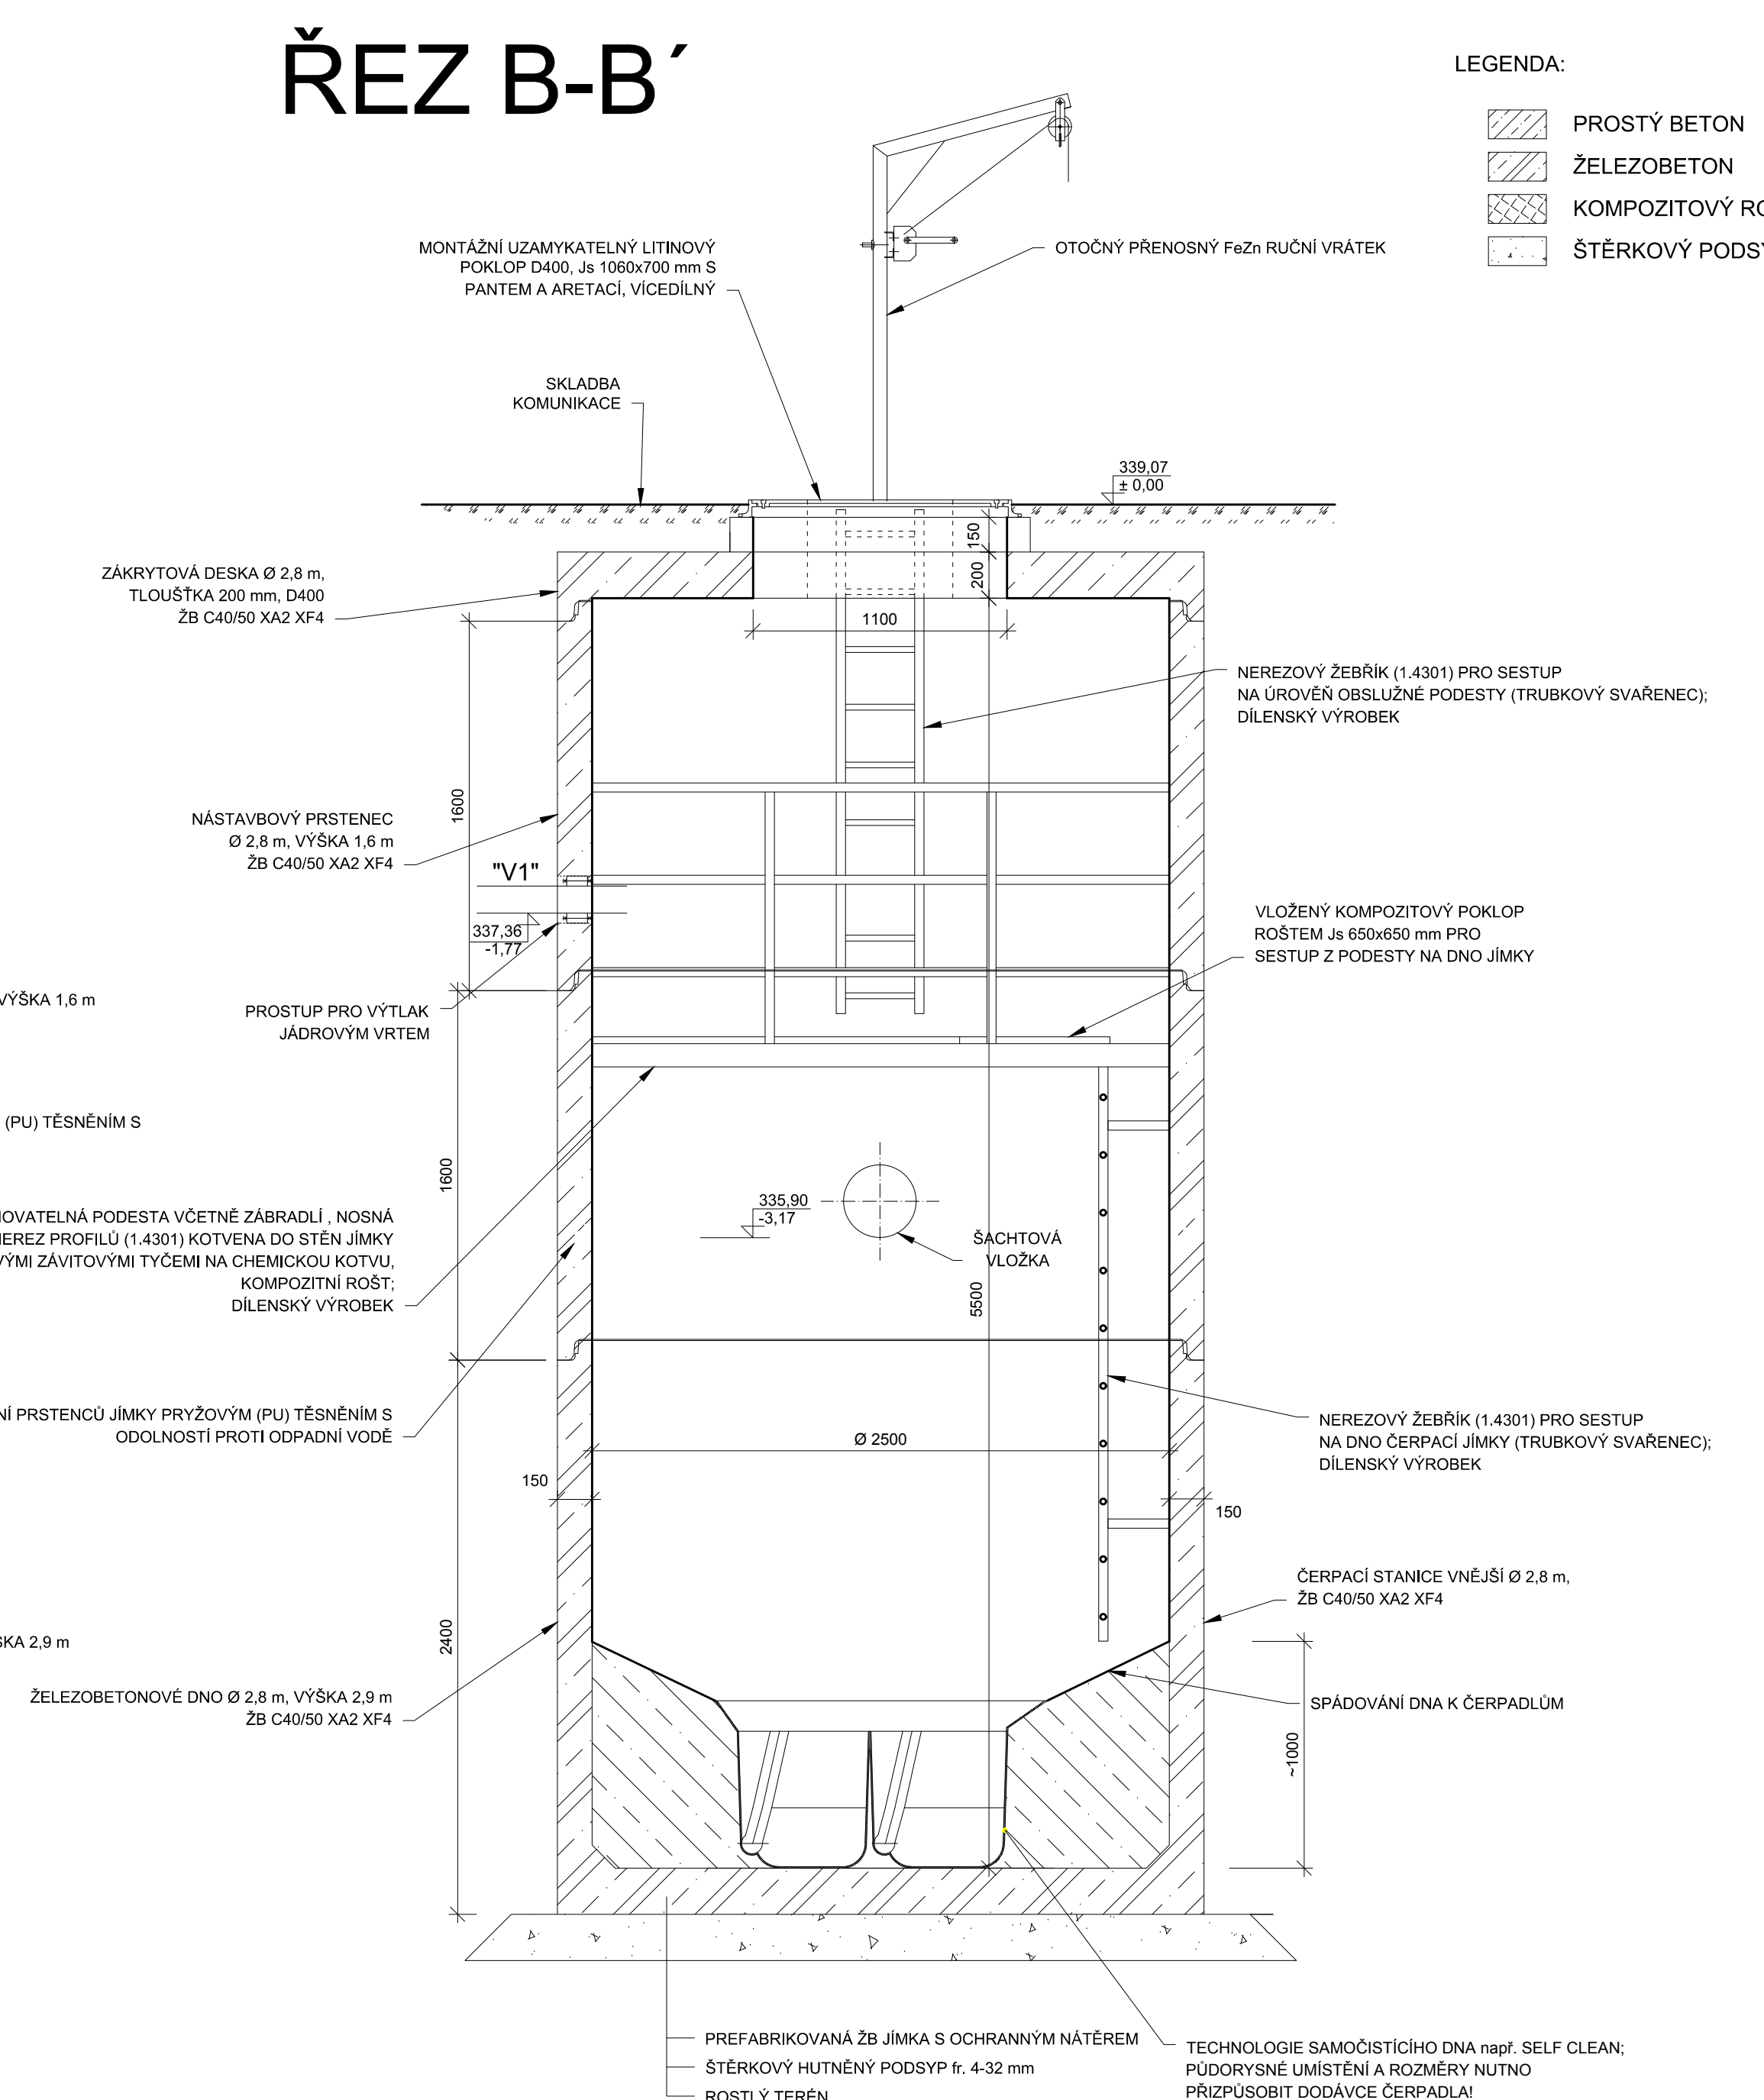 ŘEZ B-B´
LEGENDA:
PROSTÝ BETON
ŽELEZOBETON
KOMPOZITOVÝ
ŠTĚRKOVÝ
MONTÁŽNÍ UZAMYKATELNÝ LITINOVÝ
POKLOP D400, Js 1060x700 mm S
PANTEM A ARETACÍ, VÍCEDÍLNÝ
OTOČNÝ PŘENOSNÝ FeZn RUČNÍ VRÁTEK
SKLADBA
KOMUNIKACE
339,07
± 0,00
150
200
ZÁKRYTOVÁ DESKA Ø 2,8 m,
TLOUŠŤKA 200 mm, D400
ŽB C40/50 XA2 XF4
1100
NEREZOVÝ ŽEBŘÍK (1.4301) PRO SESTUP
NA ÚROVĚŇ OBSLUŽNÉ PODESTY (TRUBKOVÝ SVAŘENEC);
DÍLENSKÝ VÝROBEK
1600
NÁSTAVBOVÝ PRSTENEC
Ø 2,8 m, VÝŠKA 1,6 m
ŽB C40/50 XA2 XF4
"V1"
337,36
-1,77
VLOŽENÝ KOMPOZITOVÝ POKLOP
ROŠTEM Js 650x650 mm PRO
SESTUP Z PODESTY NA DNO JÍMKY
VÝŠKA 1,6 m
PROSTUP PRO VÝTLAK
JÁDROVÝM VRTEM
(PU) TĚSNĚNÍM S
1600
335,90
-3,17
ŠACHTOVÁ
VLOŽKA
PODESTA VČETNĚ ZÁBRADLÍ , NOSNÁ
PROFILŮ (1.4301) KOTVENA DO STĚN JÍMKY
ZÁVITOVÝMI TYČEMI NA CHEMICKOU KOTVU,
KOMPOZITNÍ ROŠT;
DÍLENSKÝ VÝROBEK
5500
PRSTENCŮ JÍMKY PRYŽOVÝM (PU) TĚSNĚNÍM S
ODOLNOSTÍ PROTI ODPADNÍ VODĚ
NEREZOVÝ ŽEBŘÍK (1.4301) PRO SESTUP
NA DNO ČERPACÍ JÍMKY (TRUBKOVÝ SVAŘENEC);
DÍLENSKÝ VÝROBEK
Ø 2500
150
150
ČERPACÍ STANICE VNĚJŠÍ Ø 2,8 m,
ŽB C40/50 XA2 XF4
2400
2,9 m
ŽELEZOBETONOVÉ DNO Ø 2,8 m, VÝŠKA 2,9 m
ŽB C40/50 XA2 XF4
SPÁDOVÁNÍ DNA K ČERPADLŮM
~1000
PREFABRIKOVANÁ ŽB JÍMKA S OCHRANNÝM NÁTĚREM
ŠTĚRKOVÝ HUTNĚNÝ PODSYP fr. 4-32 mm
ROSTLÝ TERÉN
TECHNOLOGIE SAMOČISTÍCÍHO DNA např. SELF CLEAN;
PŮDORYSNÉ UMÍSTĚNÍ A ROZMĚRY NUTNO
PŘIZPŮSOBIT DODÁVCE ČERPADLA!